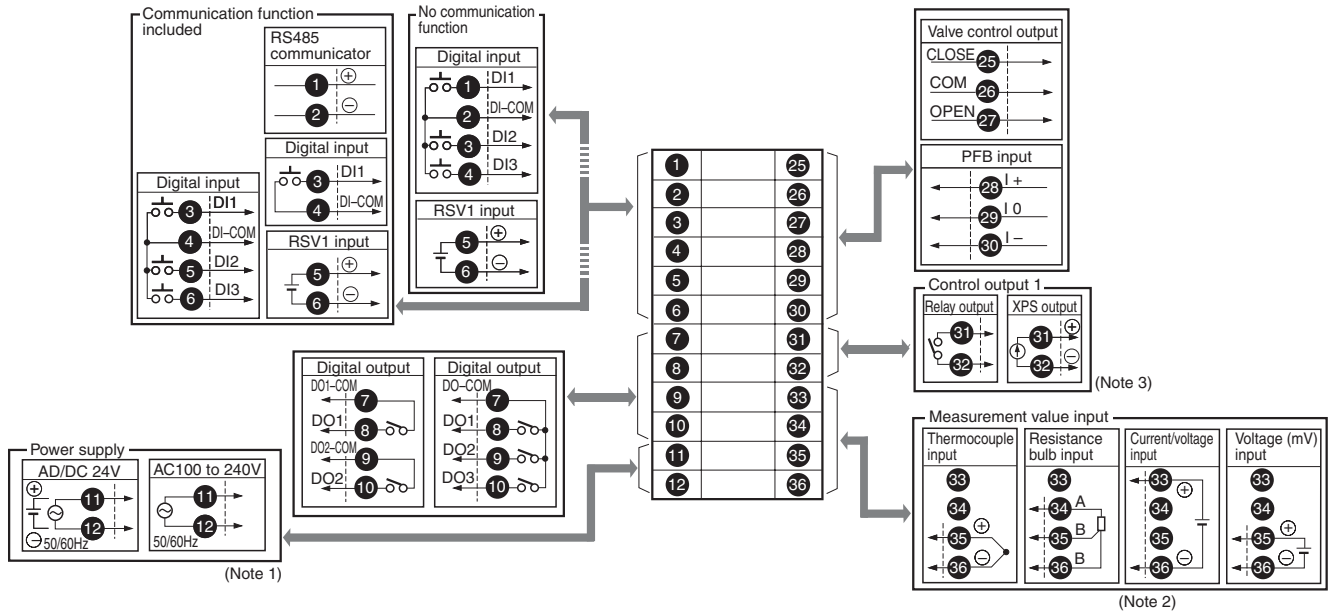 Communication function
included
RS485
communicator
1 ⊕
2 ⊖
Digital input
3 DI1
4 DI–COM
Digital input
3 DI1
4 DI–COM
5 DI2
6 DI3
RSV1 input
5 ⊕
6 ⊖
No communication
function
Digital input
1 DI1
2 DI–COM
3 DI2
4 DI3
RSV1 input
5 ⊕
6 ⊖
1 25
2 26
3 27
4 28
5 29
6 30
7 31
8 32
9 33
10 34
11 35
12 36
Valve control output
CLOSE 25
COM 26
OPEN 27
PFB input
28 I +
29 I 0
30 I –
Control output 1
Relay output
31
32
XPS output
31 ⊕
32 ⊖
(Note 3)
Digital output
DO1–COM 7
DO1 8
DO2–COM 9
DO2 10
Digital output
DO–COM 7
DO1 8
DO2 9
DO3 10
Power supply
AD/DC 24V
⊕ 11
12
⊖ 50/60Hz
AC100 to 240V
11
12
50/60Hz
(Note 1)
Measurement value input
Thermocouple
input
33
34
35 ⊕
36 ⊖
Resistance
bulb input
33
34 A
35 B
36 B
Current/voltage
input
33 ⊕
34
35
36 ⊖
Voltage (mV)
input
33
34
35 ⊕
36 ⊖
(Note 2)